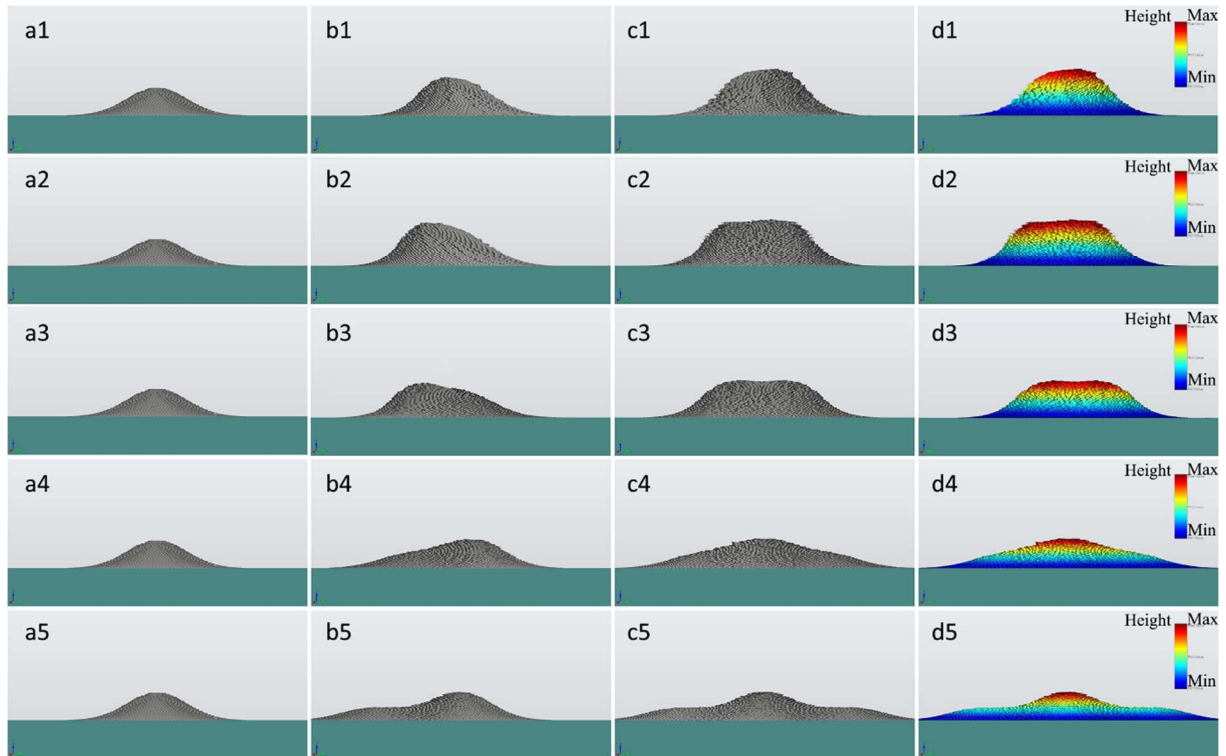 a1 b1 c1 d1 Height Max
Min
a2 b2 c2 d2 Height Max
Min
a3 b3 c3 d3 Height Max
Min
a4 b4 c4 d4 Height Max
Min
a5 b5 c5 d5 Height Max
Min